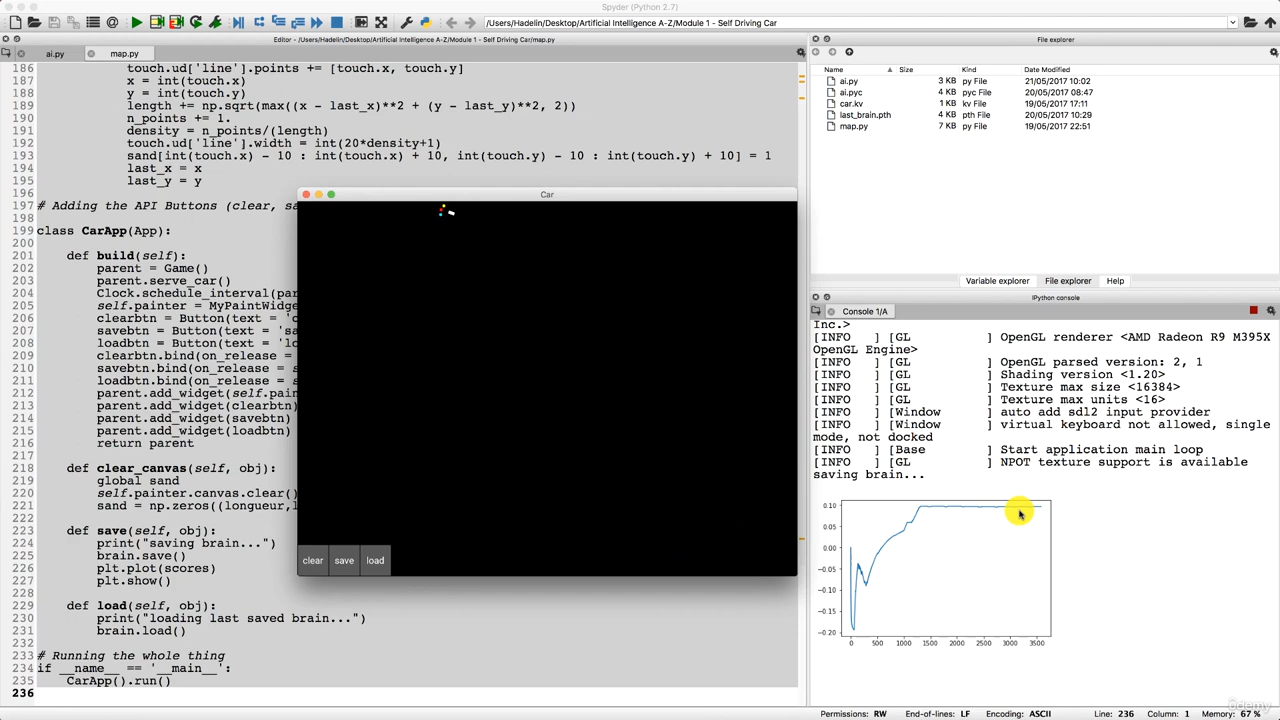 Spyder (Python 2.7)
/Users/Hadelin/Desktop/Artificial Intelligence A-Z/Module 1 - Self Driving Car
Editor - /Users/Hadelin/Desktop/Artificial Intelligence A-Z/Module 1 - Self Driving Car/map.py
ai.py
map.py
186 touch.ud['line'].points += [touch.x, touch.y]
187 x = int(touch.x)
188 y = int(touch.y)
189 length += np.sqrt(max((x - last_x)**2 + (y - last_y)**2, 2))
190 n_points += 1.
191 density = n_points/(length)
192 touch.ud['line'].width = int(20*density+1)
193 sand[int(touch.x) - 10 : int(touch.x) + 10, int(touch.y) - 10 : int(touch.y) + 10] = 1
194 last_x = x
195 last_y = y
196
197 # Adding the API Buttons (clear, sa
198
199 class CarApp(App):
200
201 def build(self):
202 parent = Game()
203 parent.serve_car()
204 Clock.schedule_interval(par
205 self.painter = MyPaintWidge
206 clearbtn = Button(text = 'c
207 savebtn = Button(text = 'sa
208 loadbtn = Button(text = 'lo
209 clearbtn.bind(on_release =
210 savebtn.bind(on_release = s
211 loadbtn.bind(on_release = s
212 parent.add_widget(self.pain
213 parent.add_widget(clearbtn)
214 parent.add_widget(savebtn)
215 parent.add_widget(loadbtn)
216 return parent
217
218 def clear_canvas(self, obj):
219 global sand
220 self.painter.canvas.clear()
221 sand = np.zeros((longueur,l
222
223 def save(self, obj):
224 print("saving brain...")
225 brain.save()
226 plt.plot(scores)
227 plt.show()
228
229 def load(self, obj):
230 print("loading last saved brain...")
231 brain.load()
232
233 # Running the whole thing
234 if __name__ == '__main__':
235 CarApp().run()
236
Car
clear save load
File explorer
Name Size Kind Date Modified
ai.py 3 KB py File 21/05/2017 10:02
ai.pyc 4 KB pyc File 20/05/2017 08:47
car.kv 1 KB kv File 19/05/2017 17:11
last_brain.pth 4 KB pth File 20/05/2017 10:29
map.py 7 KB py File 19/05/2017 22:51
Variable explorer File explorer Help
IPython console
Console 1/A
Inc.>
[INFO ] [GL ] OpenGL renderer <AMD Radeon R9 M395X
OpenGL Engine>
[INFO ] [GL ] OpenGL parsed version: 2, 1
[INFO ] [GL ] Shading version <1.20>
[INFO ] [GL ] Texture max size <16384>
[INFO ] [GL ] Texture max units <16>
[INFO ] [Window ] auto add sdl2 input provider
[INFO ] [Window ] virtual keyboard not allowed, single
mode, not docked
[INFO ] [Base ] Start application main loop
[INFO ] [GL ] NPOT texture support is available
saving brain...
0.10
0.05
0.00
-0.05
-0.10
-0.15
-0.20
0 500 1000 1500 2000 2500 3000 3500
Permissions: RW End-of-lines: LF Encoding: ASCII Line: 236 Column: 1 Memory: 67 %
udemy